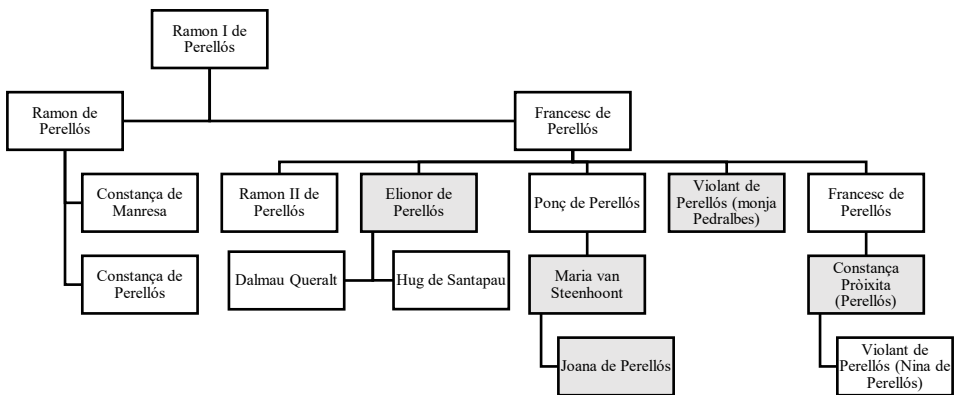 Ramon I de
Perellós
Ramon de
Perellós
Francesc de
Perellós
Constança de
Manresa
Ramon II de
Perellós
Elionor de
Perellós
Ponç de Perellós
Violant de
Perellós (monja
Pedralbes)
Francesc de
Perellós
Constança de
Perellós
Dalmau Queralt
Hug de Santapau
Maria van
Steenhoont
Constança
Pròixita
(Perellós)
Joana de Perellós
Violant de
Perellós (Nina de
Perellós)